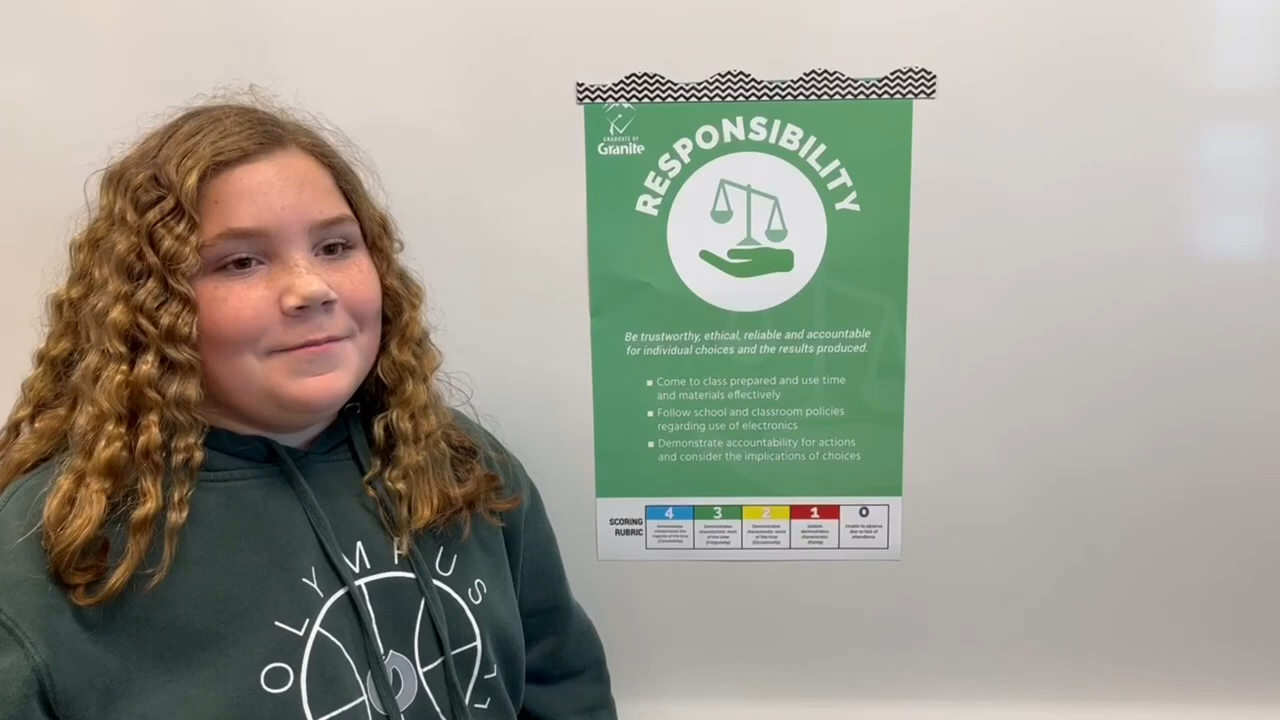 GRADUATE OF
Granite
RESPONSIBILITY
Be trustworthy, ethical, reliable and accountable
for individual choices and the results produced.
▪ Come to class prepared and use time
and materials effectively
▪ Follow school and classroom policies
regarding use of electronics
▪ Demonstrate accountability for actions
and consider the implications of choices
SCORING
RUBRIC
4 3 2 1 0
OLYMPUS